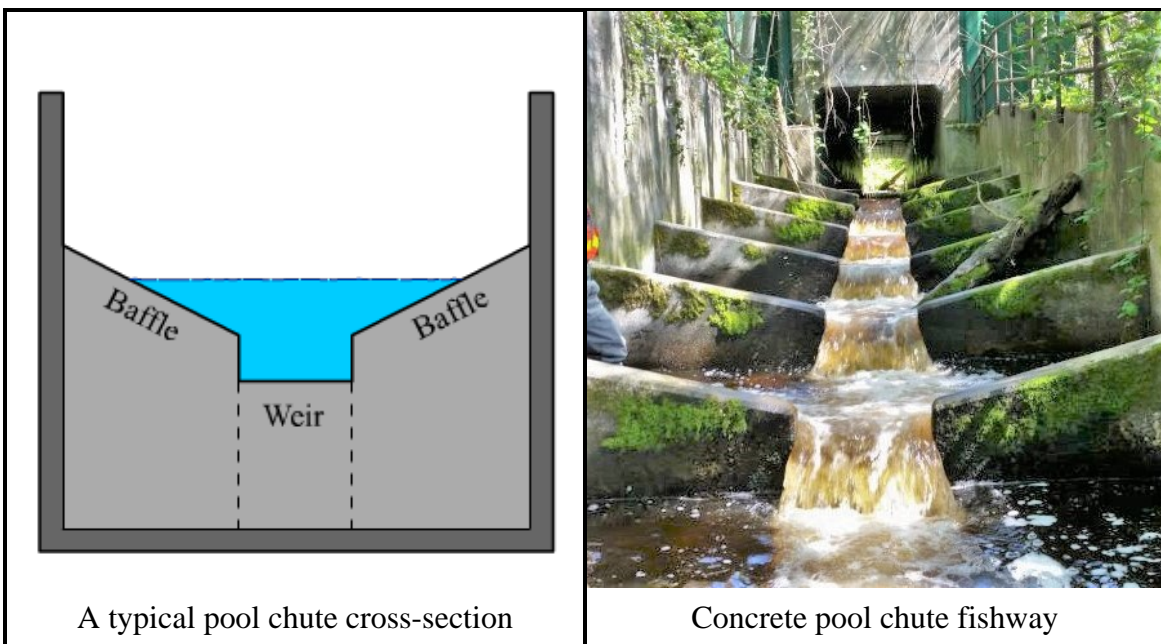 Baffle
Baffle
Weir
A typical pool chute cross-section
Concrete pool chute fishway